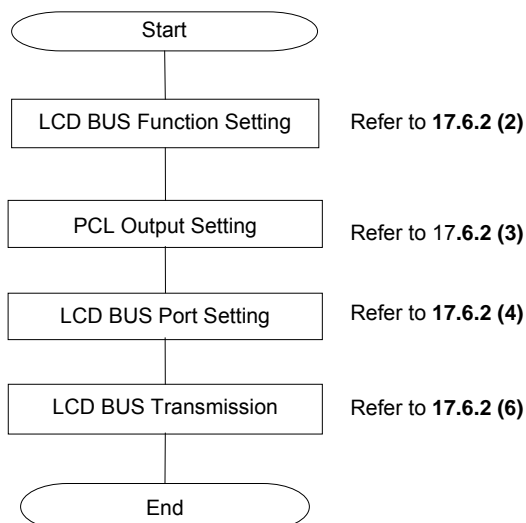 Start
LCD BUS Function Setting Refer to 17.6.2 (2)
PCL Output Setting Refer to 17.6.2 (3)
LCD BUS Port Setting Refer to 17.6.2 (4)
LCD BUS Transmission Refer to 17.6.2 (6)
End